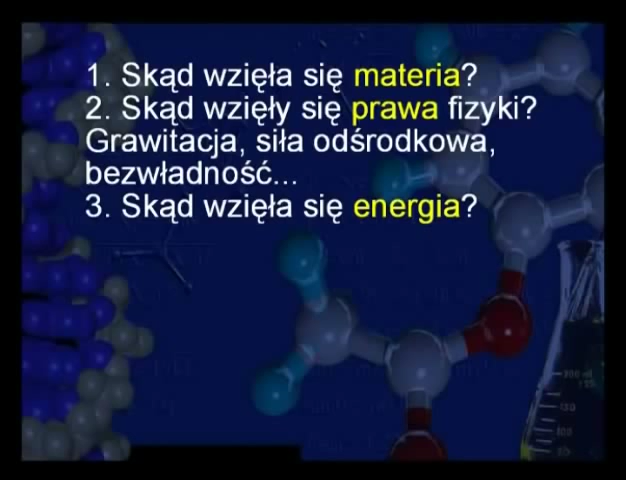 1. Skąd wzięła się materia?
2. Skąd wzięły się prawa fizyki?
Grawitacja, siła odśrodkowa,
bezwładność...
3. Skąd wzięła się energia?